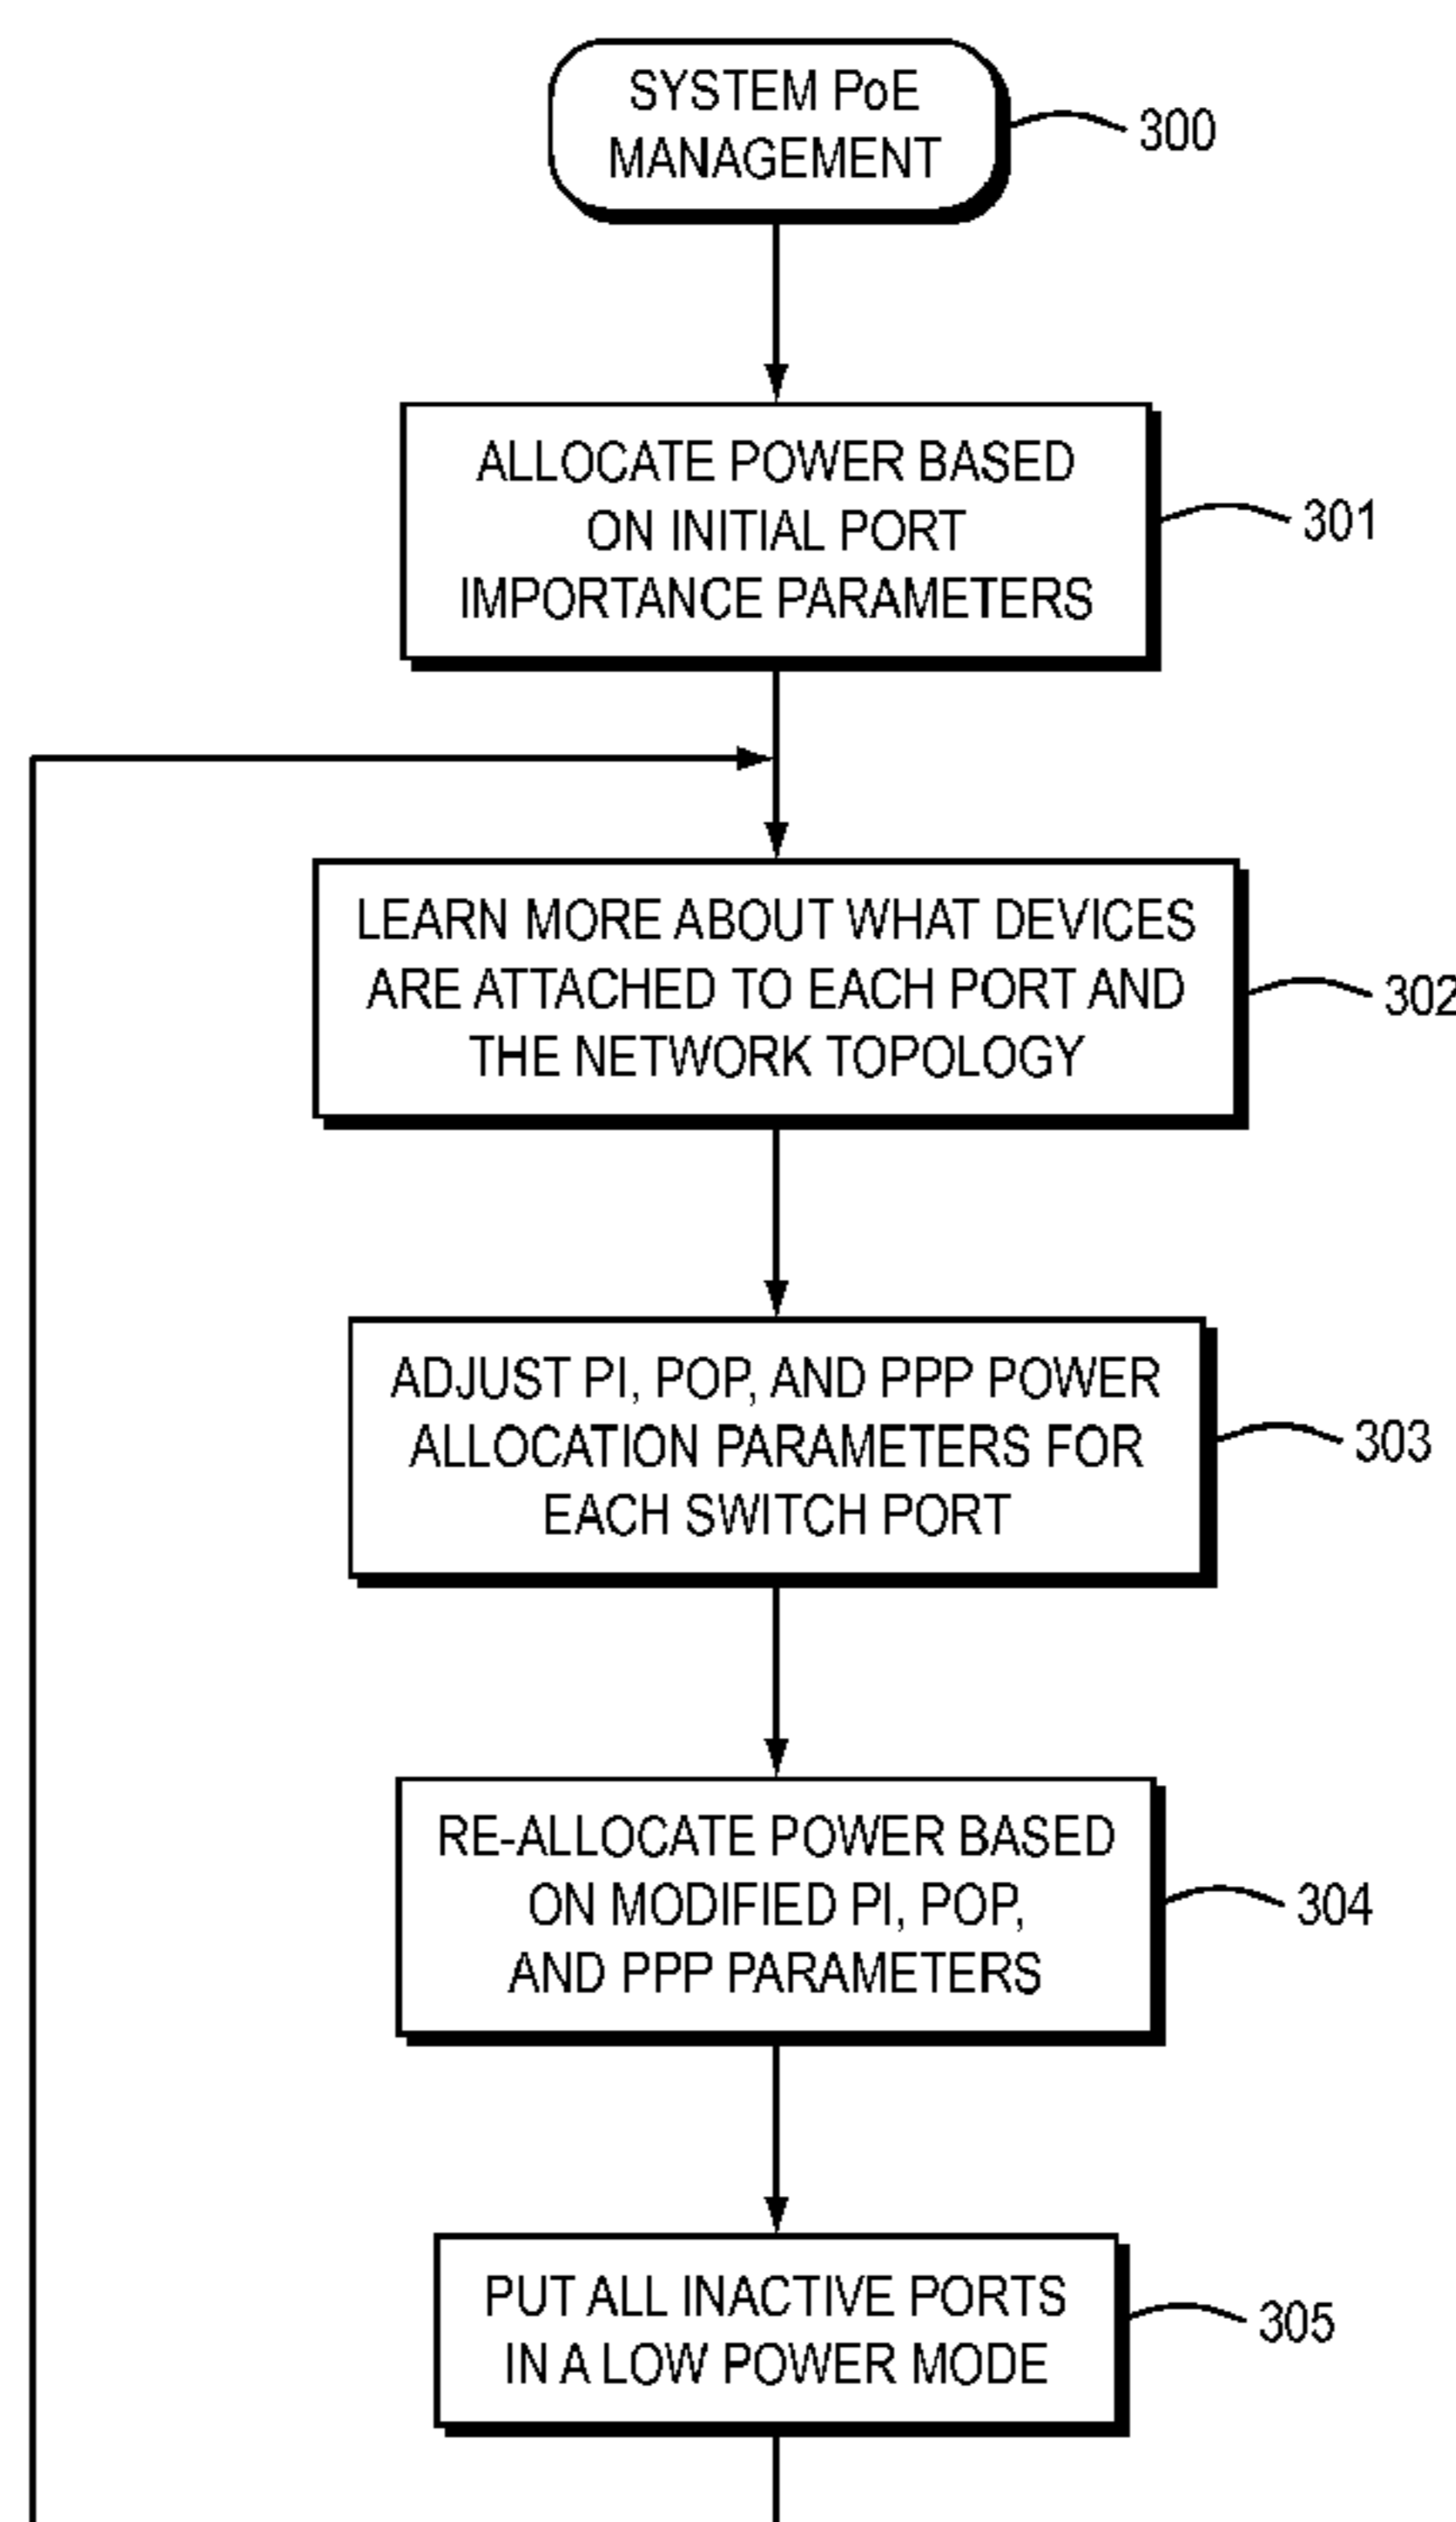 SYSTEM PoE
MANAGEMENT
300
ALLOCATE POWER BASED
ON INITIAL PORT
IMPORTANCE PARAMETERS
301
LEARN MORE ABOUT WHAT DEVICES
ARE ATTACHED TO EACH PORT AND
THE NETWORK TOPOLOGY
302
ADJUST PI, POP, AND PPP POWER
ALLOCATION PARAMETERS FOR
EACH SWITCH PORT
303
RE-ALLOCATE POWER BASED
ON MODIFIED PI, POP,
AND PPP PARAMETERS
304
PUT ALL INACTIVE PORTS
IN A LOW POWER MODE
305